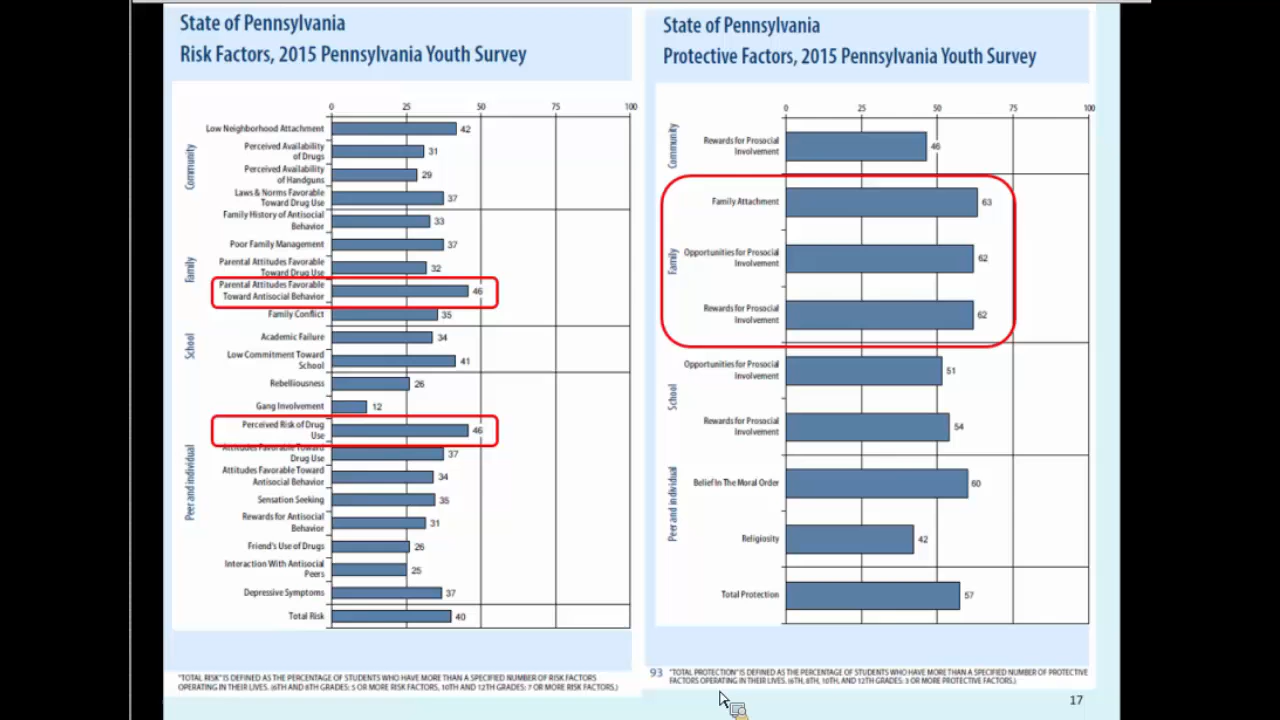 State of Pennsylvania
Risk Factors, 2015 Pennsylvania Youth Survey
0 25 50 75 100
Community
Low Neighborhood Attachment 42
Perceived Availability
of Drugs 31
Perceived Availability
of Handguns 29
Laws & Norms Favorable
Toward Drug Use 37
Family
Family History of Antisocial
Behavior 33
Poor Family Management 37
Parental Attitudes Favorable
Toward Drug Use 32
Parental Attitudes Favorable
Toward Antisocial Behavior 46
Family Conflict 35
School
Academic Failure 34
Low Commitment Toward
School 41
Peer and individual
Rebelliousness 26
Gang Involvement 12
Perceived Risk of Drug
Use 46
Attitudes Favorable Toward
Drug Use 37
Attitudes Favorable Toward
Antisocial Behavior 34
Sensation Seeking 35
Rewards for Antisocial
Behavior 31
Friend's Use of Drugs 26
Interaction With Antisocial
Peers 25
Depressive Symptoms 37
Total Risk 40
"TOTAL RISK" IS DEFINED AS THE PERCENTAGE OF STUDENTS WHO HAVE MORE THAN A SPECIFIED NUMBER OF RISK FACTORS
OPERATING IN THEIR LIVES. (6TH AND 8TH GRADES: 5 OR MORE RISK FACTORS, 10TH AND 12TH GRADES: 7 OR MORE RISK FACTORS.)
State of Pennsylvania
Protective Factors, 2015 Pennsylvania Youth Survey
0 25 50 75 100
Community
Rewards for Prosocial
Involvement 46
Family
Family Attachment 63
Opportunities for Prosocial
Involvement 62
Rewards for Prosocial
Involvement 62
School
Opportunities for Prosocial
Involvement 51
Rewards for Prosocial
Involvement 54
Peer and individual
Belief In The Moral Order 60
Religiosity 42
Total Protection 57
93 "TOTAL PROTECTION" IS DEFINED AS THE PERCENTAGE OF STUDENTS WHO HAVE MORE THAN A SPECIFIED NUMBER OF PROTECTIVE
FACTORS OPERATING IN THEIR LIVES. (6TH, 8TH, 10TH, AND 12TH GRADES: 3 OR MORE PROTECTIVE FACTORS.)
17